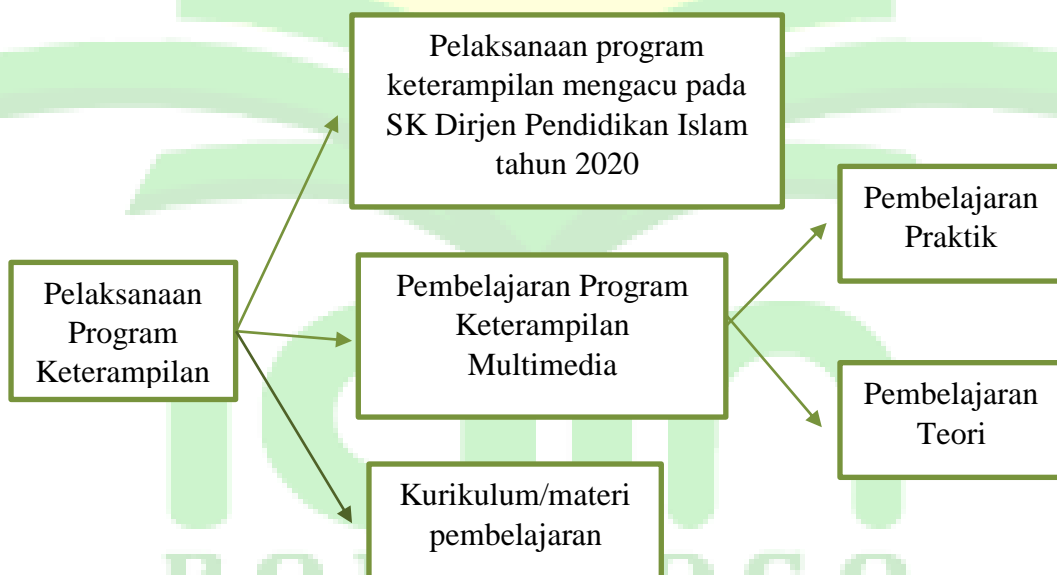 Pelaksanaan program
keterampilan mengacu pada
SK Dirjen Pendidikan Islam
tahun 2020
Pembelajaran
Praktik
Pelaksanaan
Program
Keterampilan
Pembelajaran Program
Keterampilan
Multimedia
Pembelajaran
Teori
Kurikulum/materi
pembelajaran